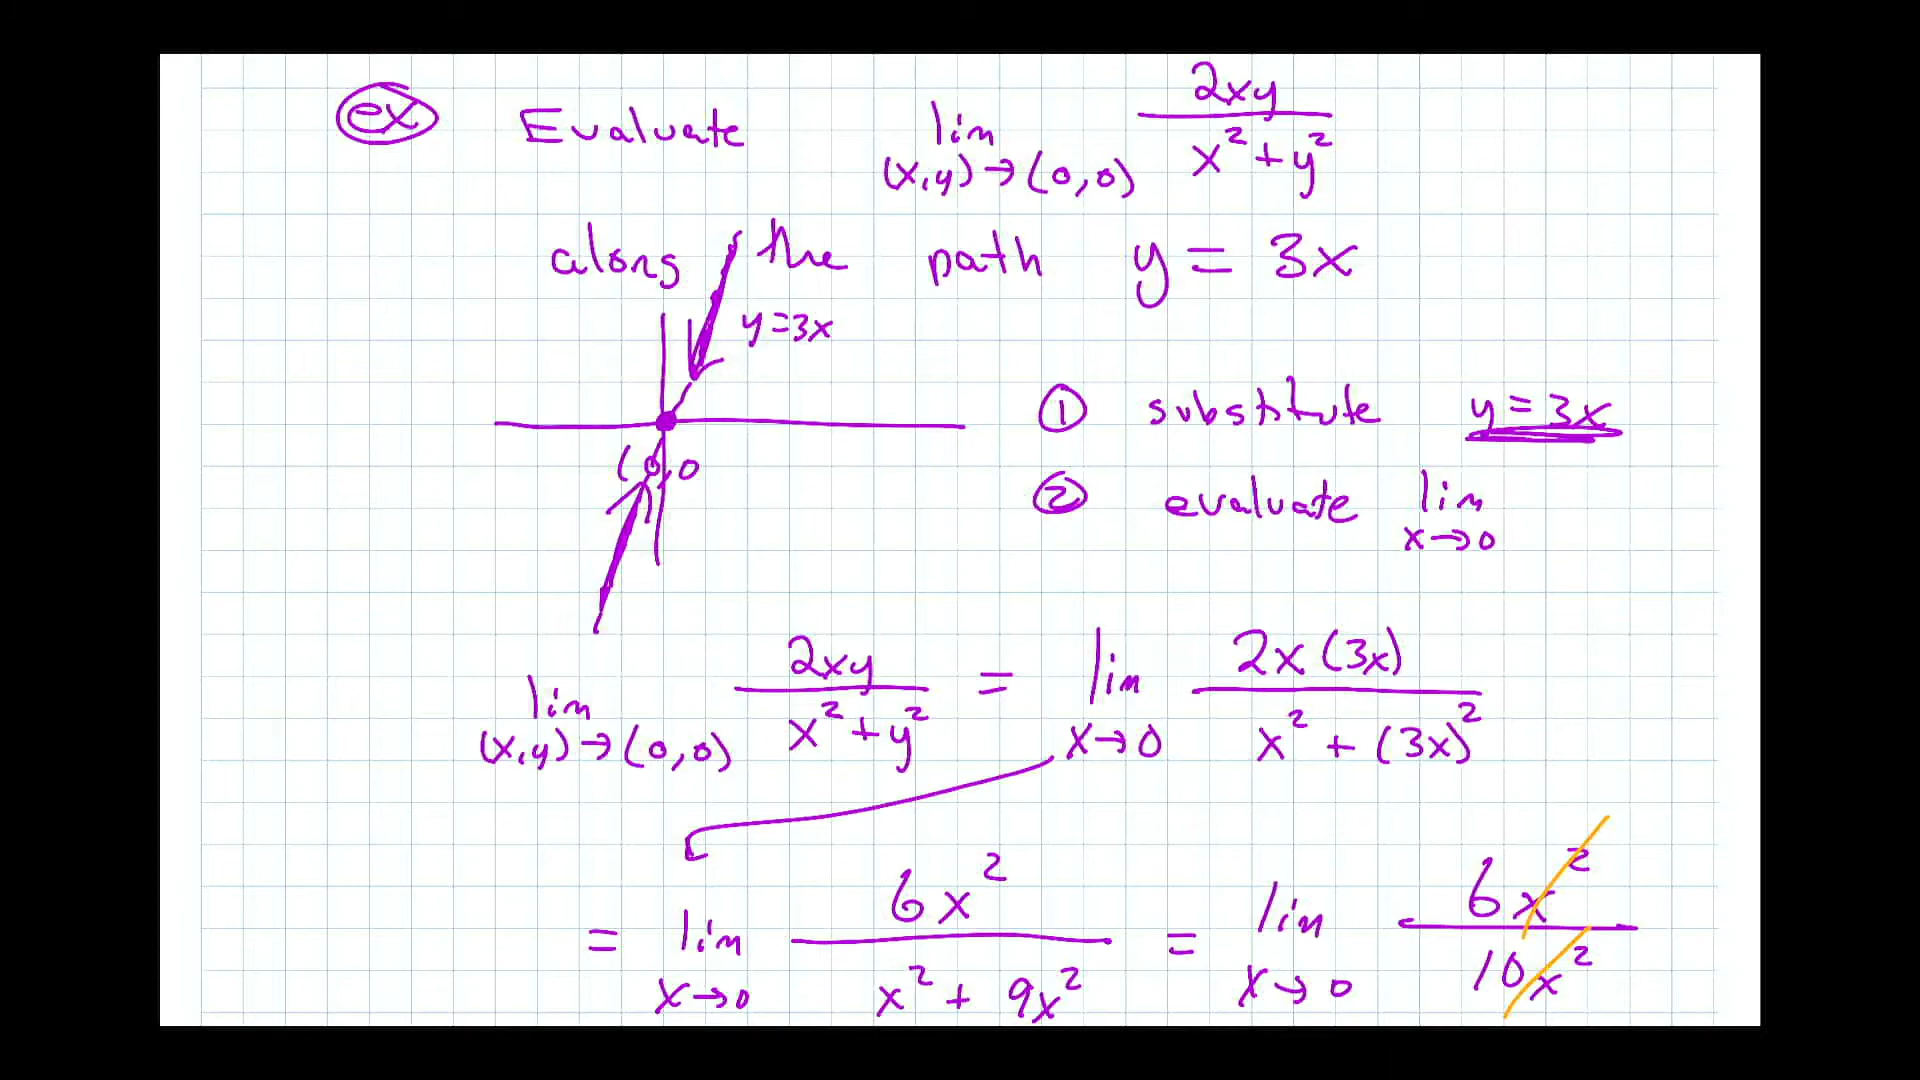 ex Evaluate lim (x,y)→(0,0) 2xy / x²+y²
along the path y = 3x
y=3x
① substitute y=3x
(0,0
② evaluate lim x→0
lim (x,y)→(0,0) 2xy / x²+y² = lim x→0 2x(3x) / x²+(3x)²
= lim x→0 6x² / x²+9x² = lim x→0 6x² / 10x²